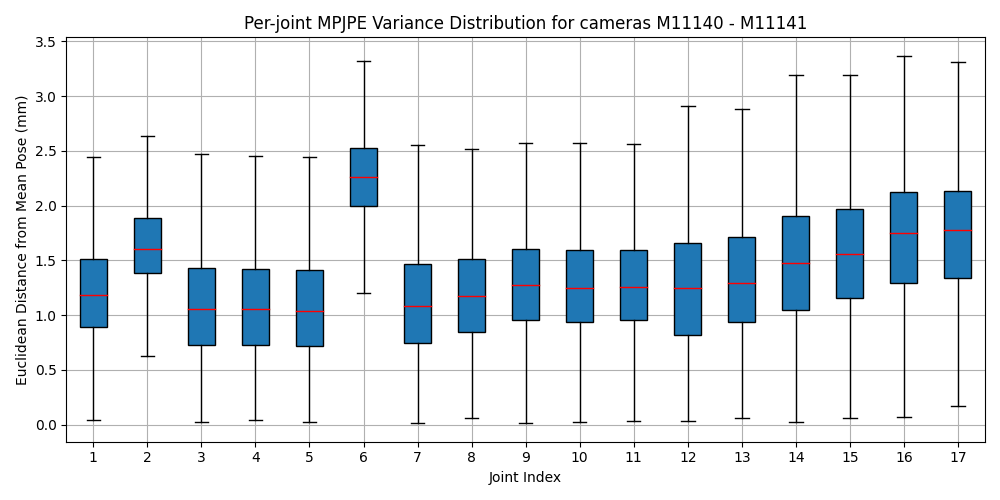 Per-joint MPJPE Variance Distribution for cameras M11140 - M11141
Euclidean Distance from Mean Pose (mm)
3.5
3.0
2.5
2.0
1.5
1.0
0.5
0.0
1 2 3 4 5 6 7 8 9 10 11 12 13 14 15 16 17
Joint Index